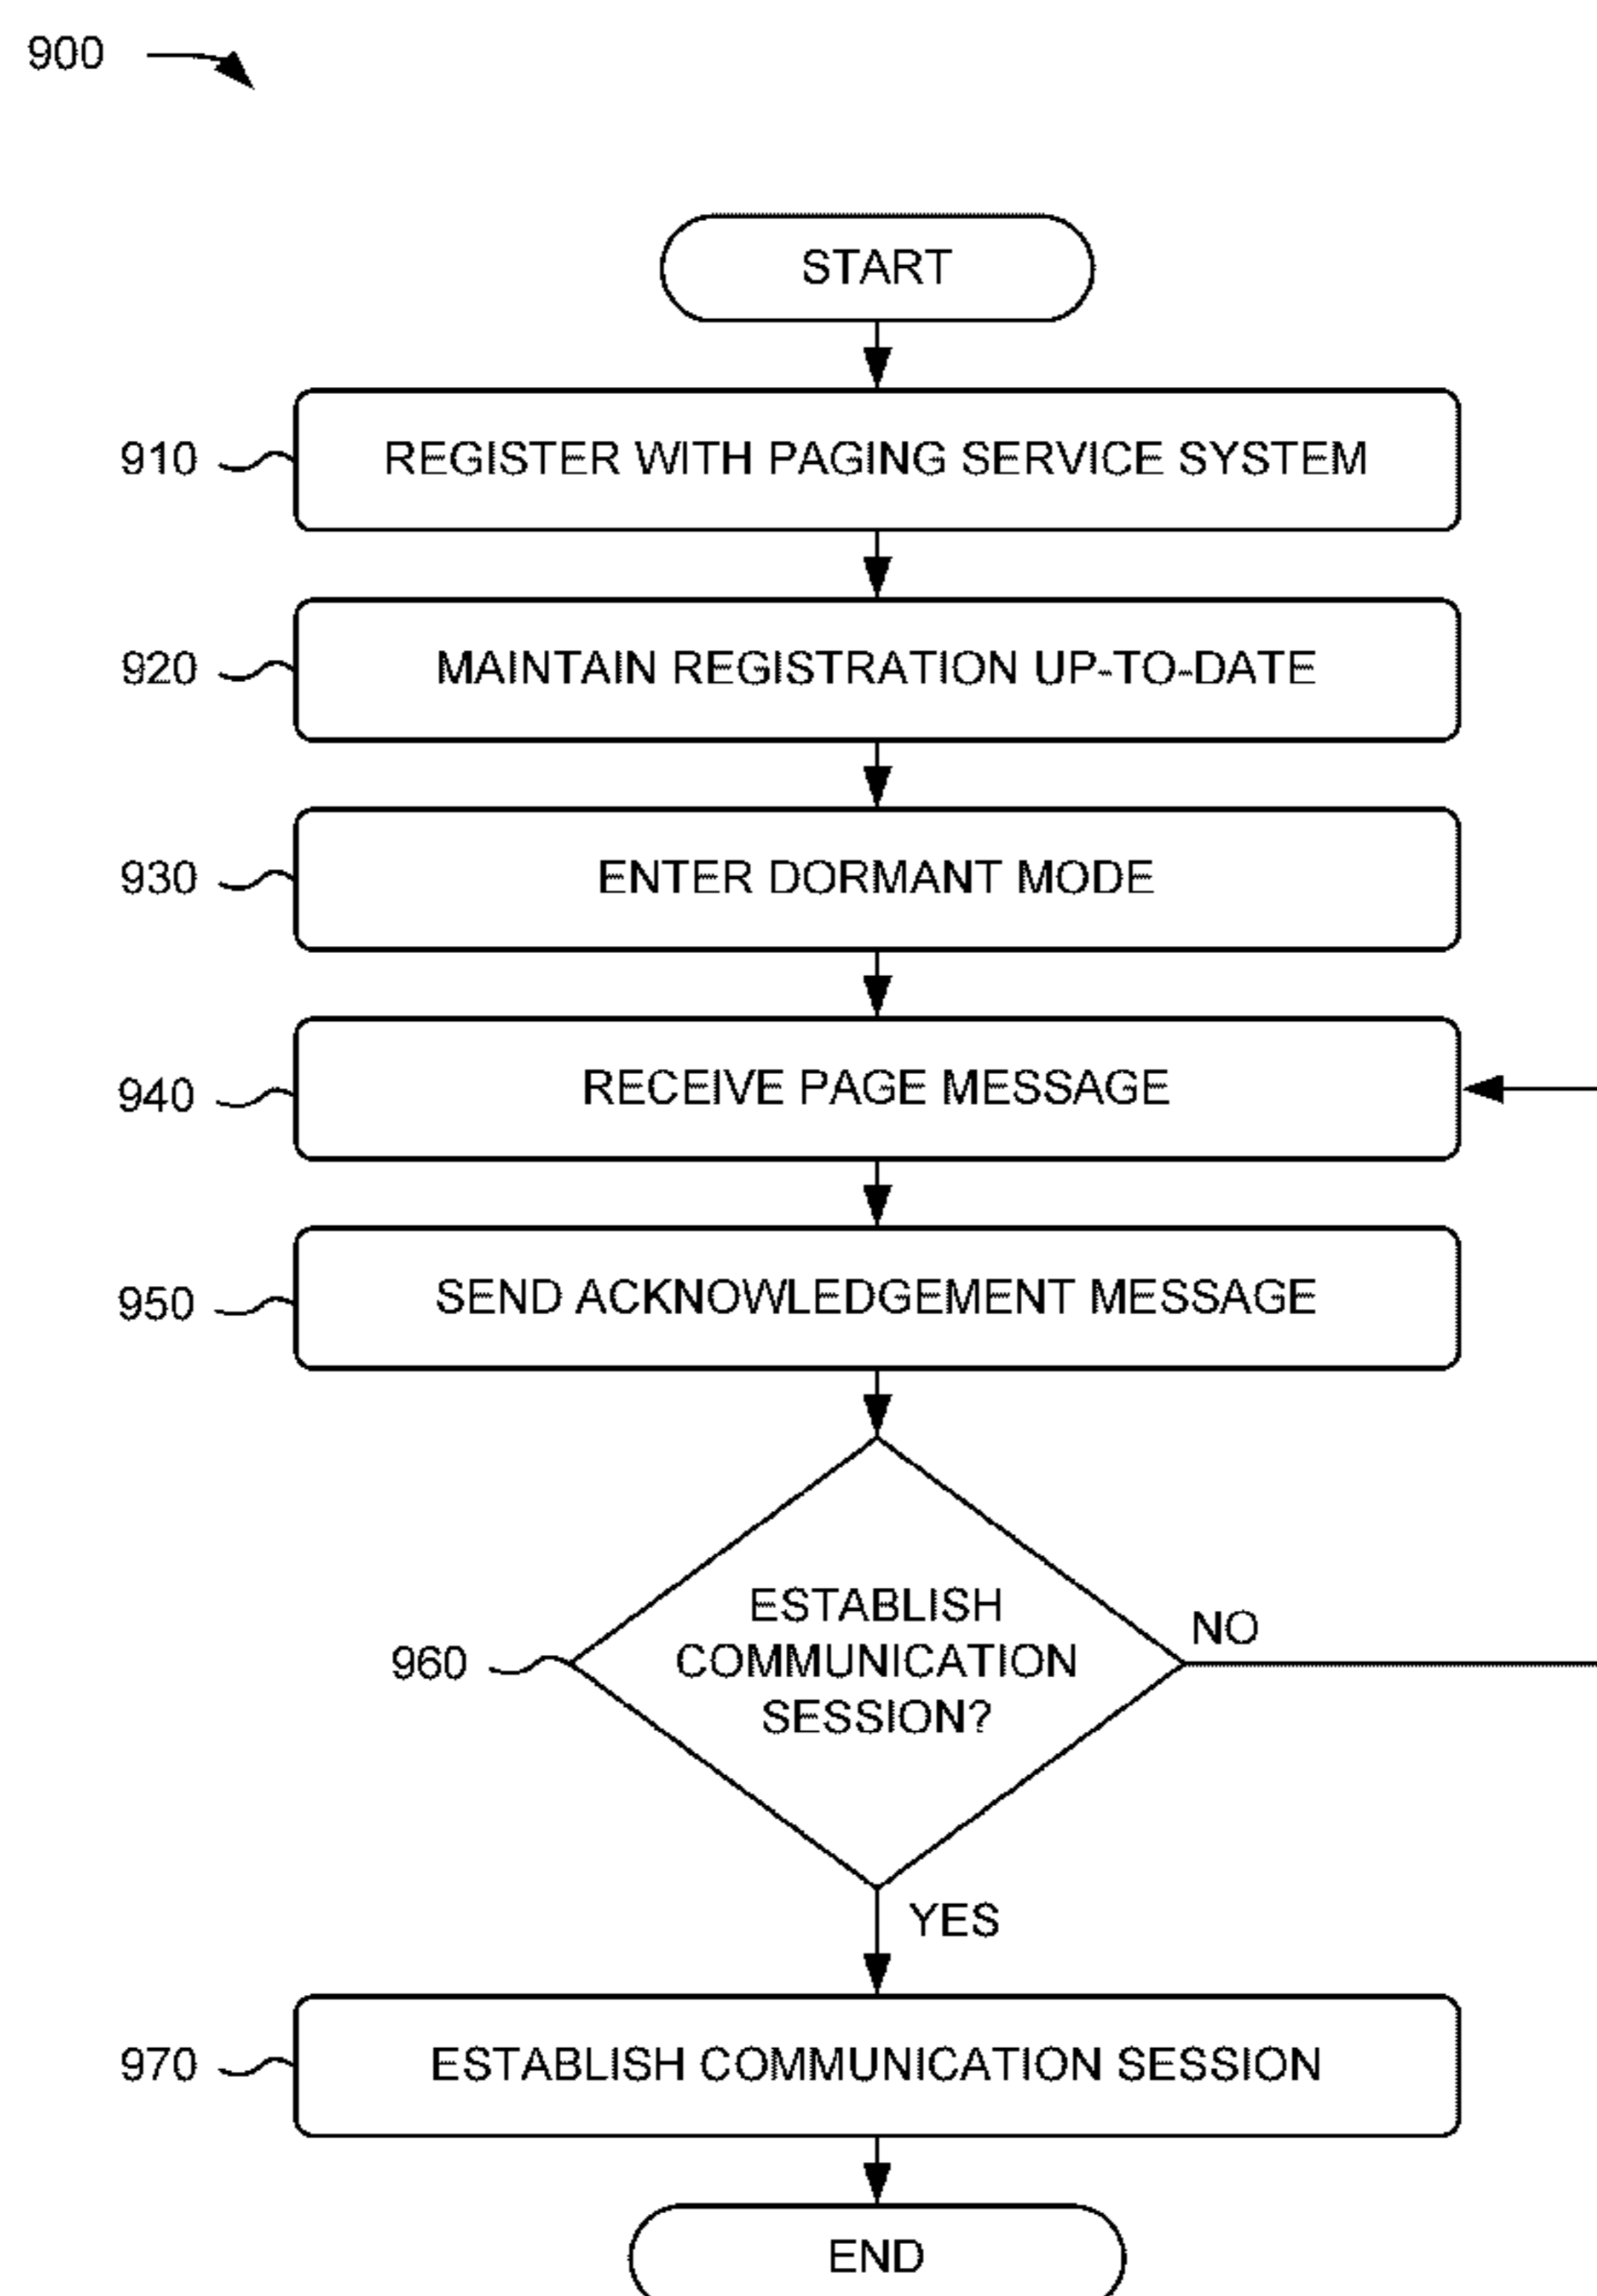 900
START
910 REGISTER WITH PAGING SERVICE SYSTEM
920 MAINTAIN REGISTRATION UP-TO-DATE
930 ENTER DORMANT MODE
940 RECEIVE PAGE MESSAGE
950 SEND ACKNOWLEDGEMENT MESSAGE
ESTABLISH
960 COMMUNICATION
SESSION?
NO
YES
970 ESTABLISH COMMUNICATION SESSION
END